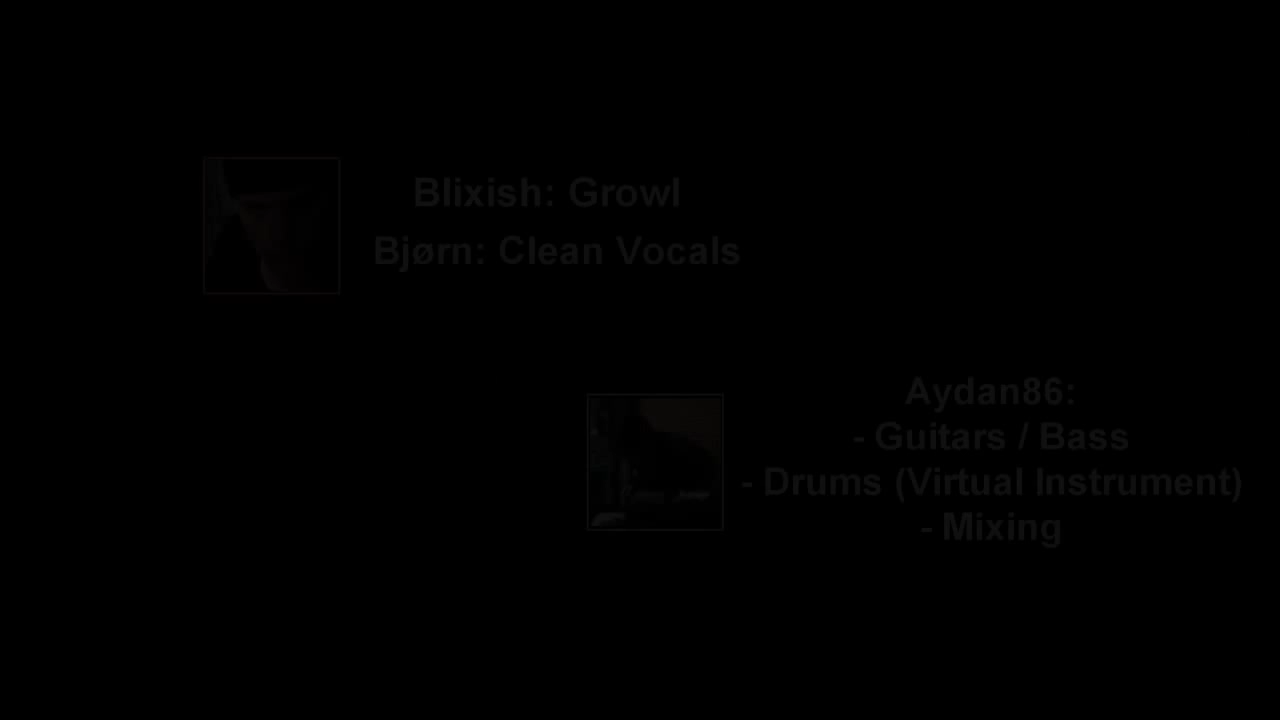 Blixish: Growl
Bjørn: Clean Vocals
Aydan86:
- Guitars / Bass
- Drums (Virtual Instrument)
- Mixing